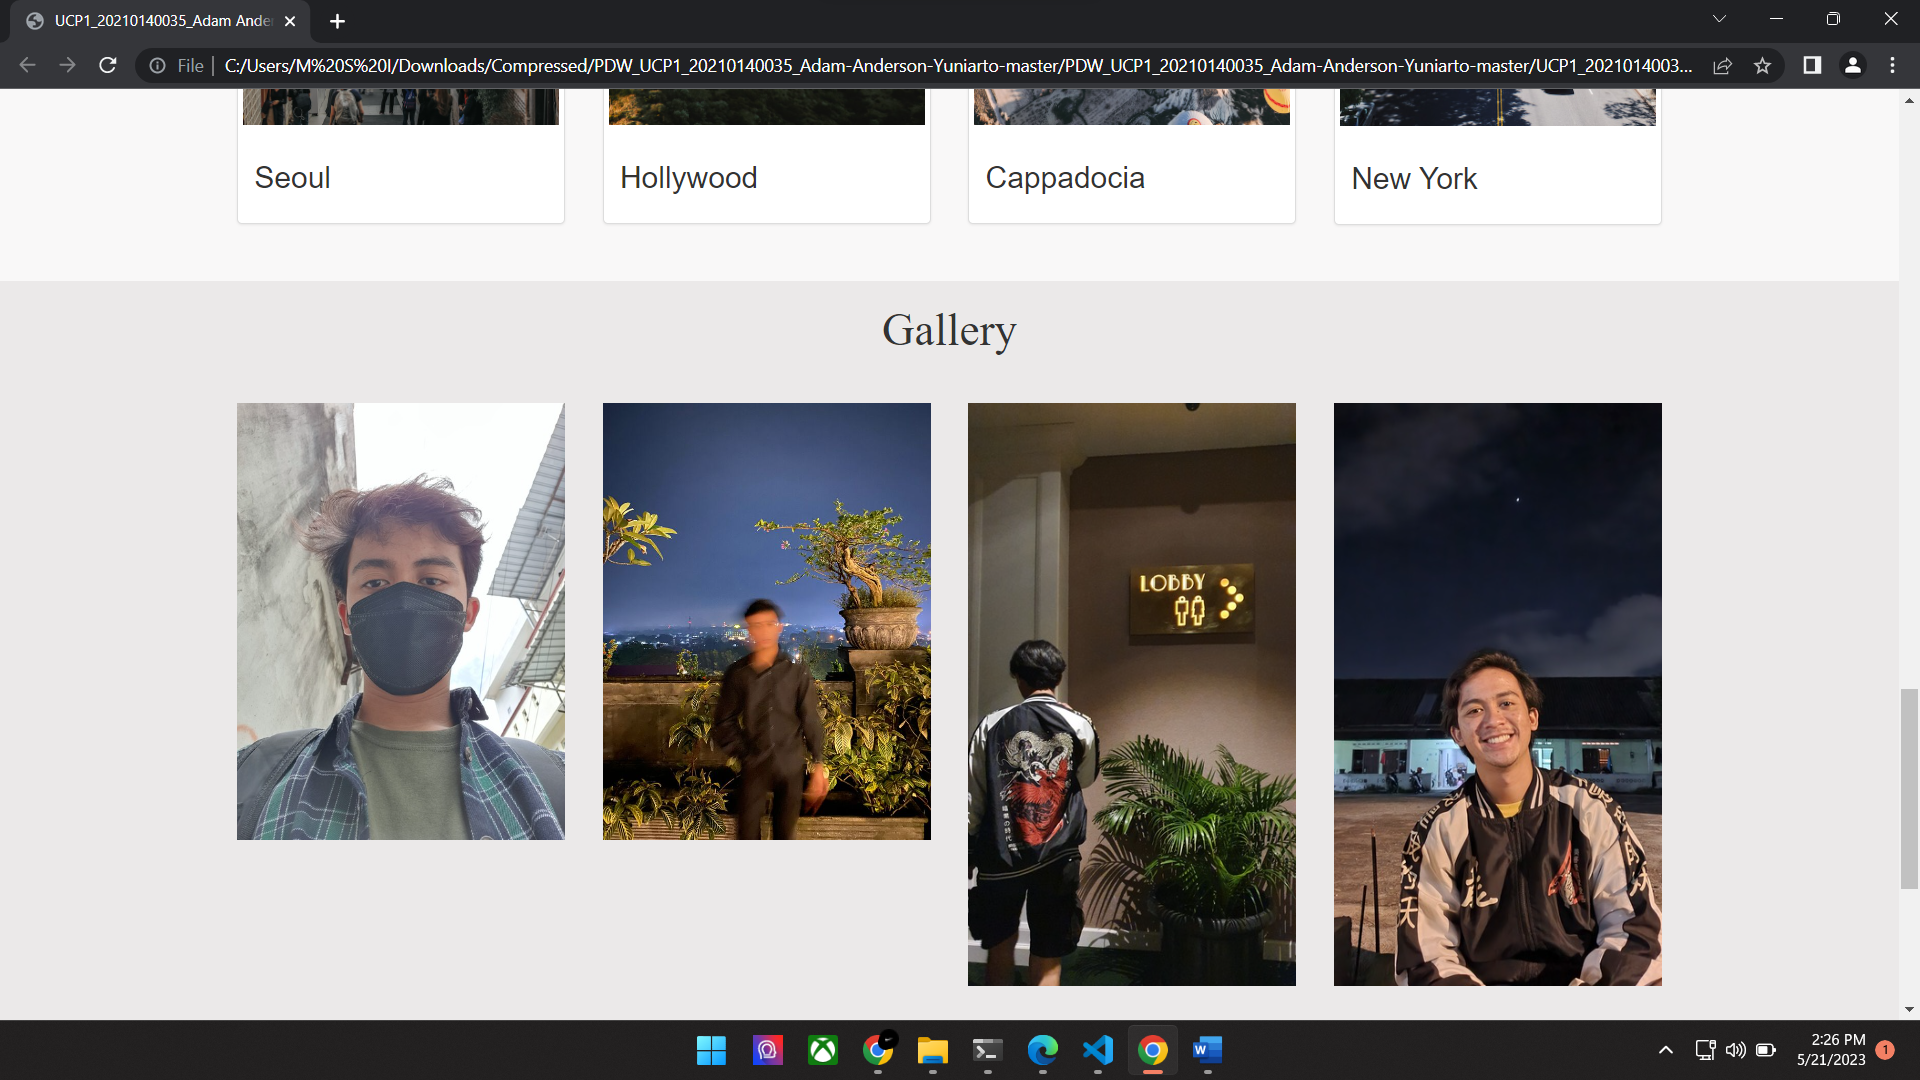 UCP1_20210140035_Adam Ander
File
C:/Users/M%20S%20I/Downloads/Compressed/PDW_UCP1_20210140035_Adam-Anderson-Yuniarto-master/PDW_UCP1_20210140035_Adam-Anderson-Yuniarto-master/UCP1_2021014003...
Seoul
Hollywood
Cappadocia
New York
Gallery
LOBBY
2:26 PM
5/21/2023
1